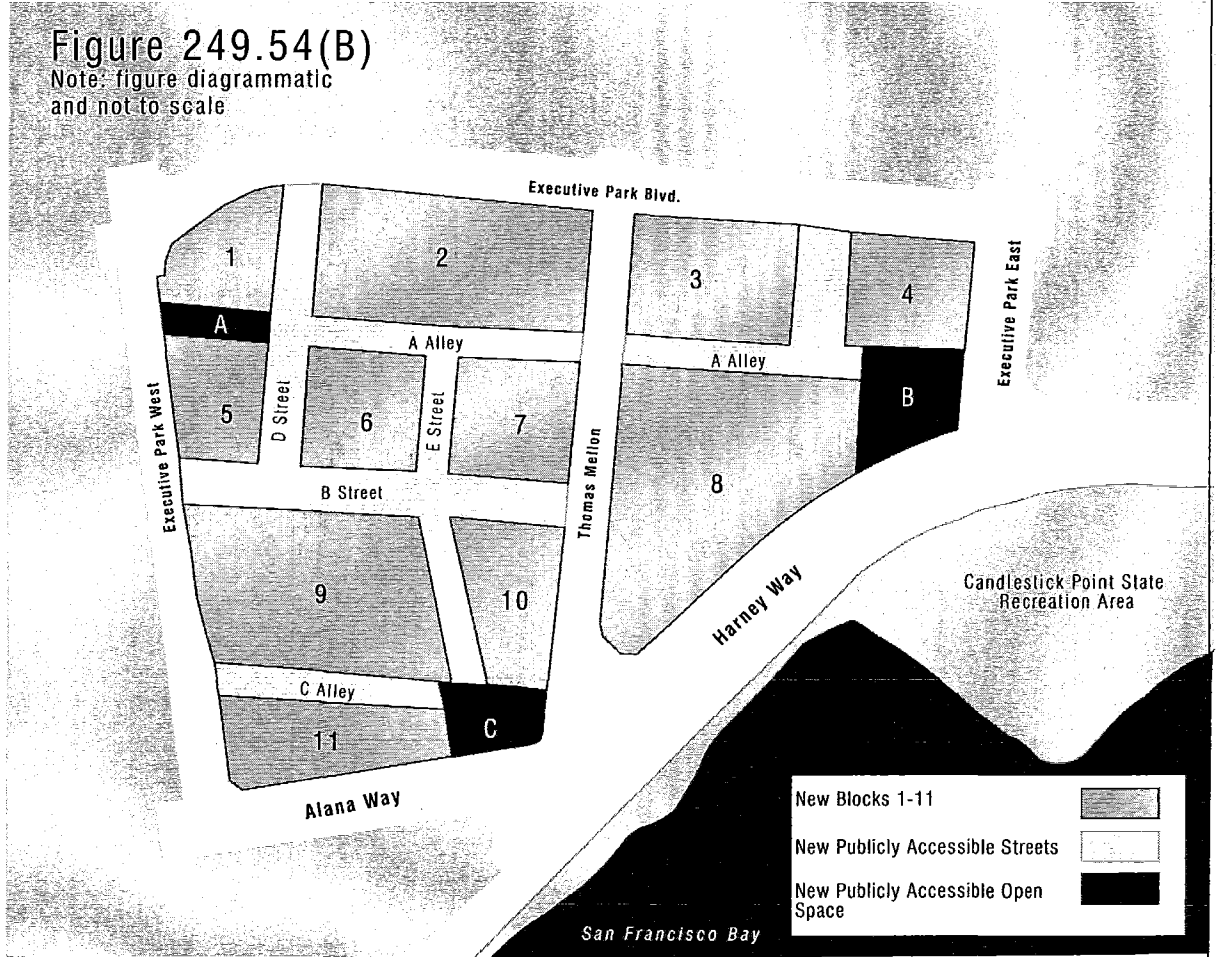 Figure 249.54(B)
Note: figure diagrammatic
and not to scale
Executive Park Blvd.
1
2
3
4
A
A Alley
A Alley
Executive Park East
B
5
D Street
6
E Street
7
Executive Park West
Thomas Mellon
8
B Street
9
10
Harney Way
Candlestick Point State
Recreation Area
C Alley
11
C
Alana Way
New Blocks 1-11
New Publicly Accessible Streets
New Publicly Accessible Open
Space
San Francisco Bay